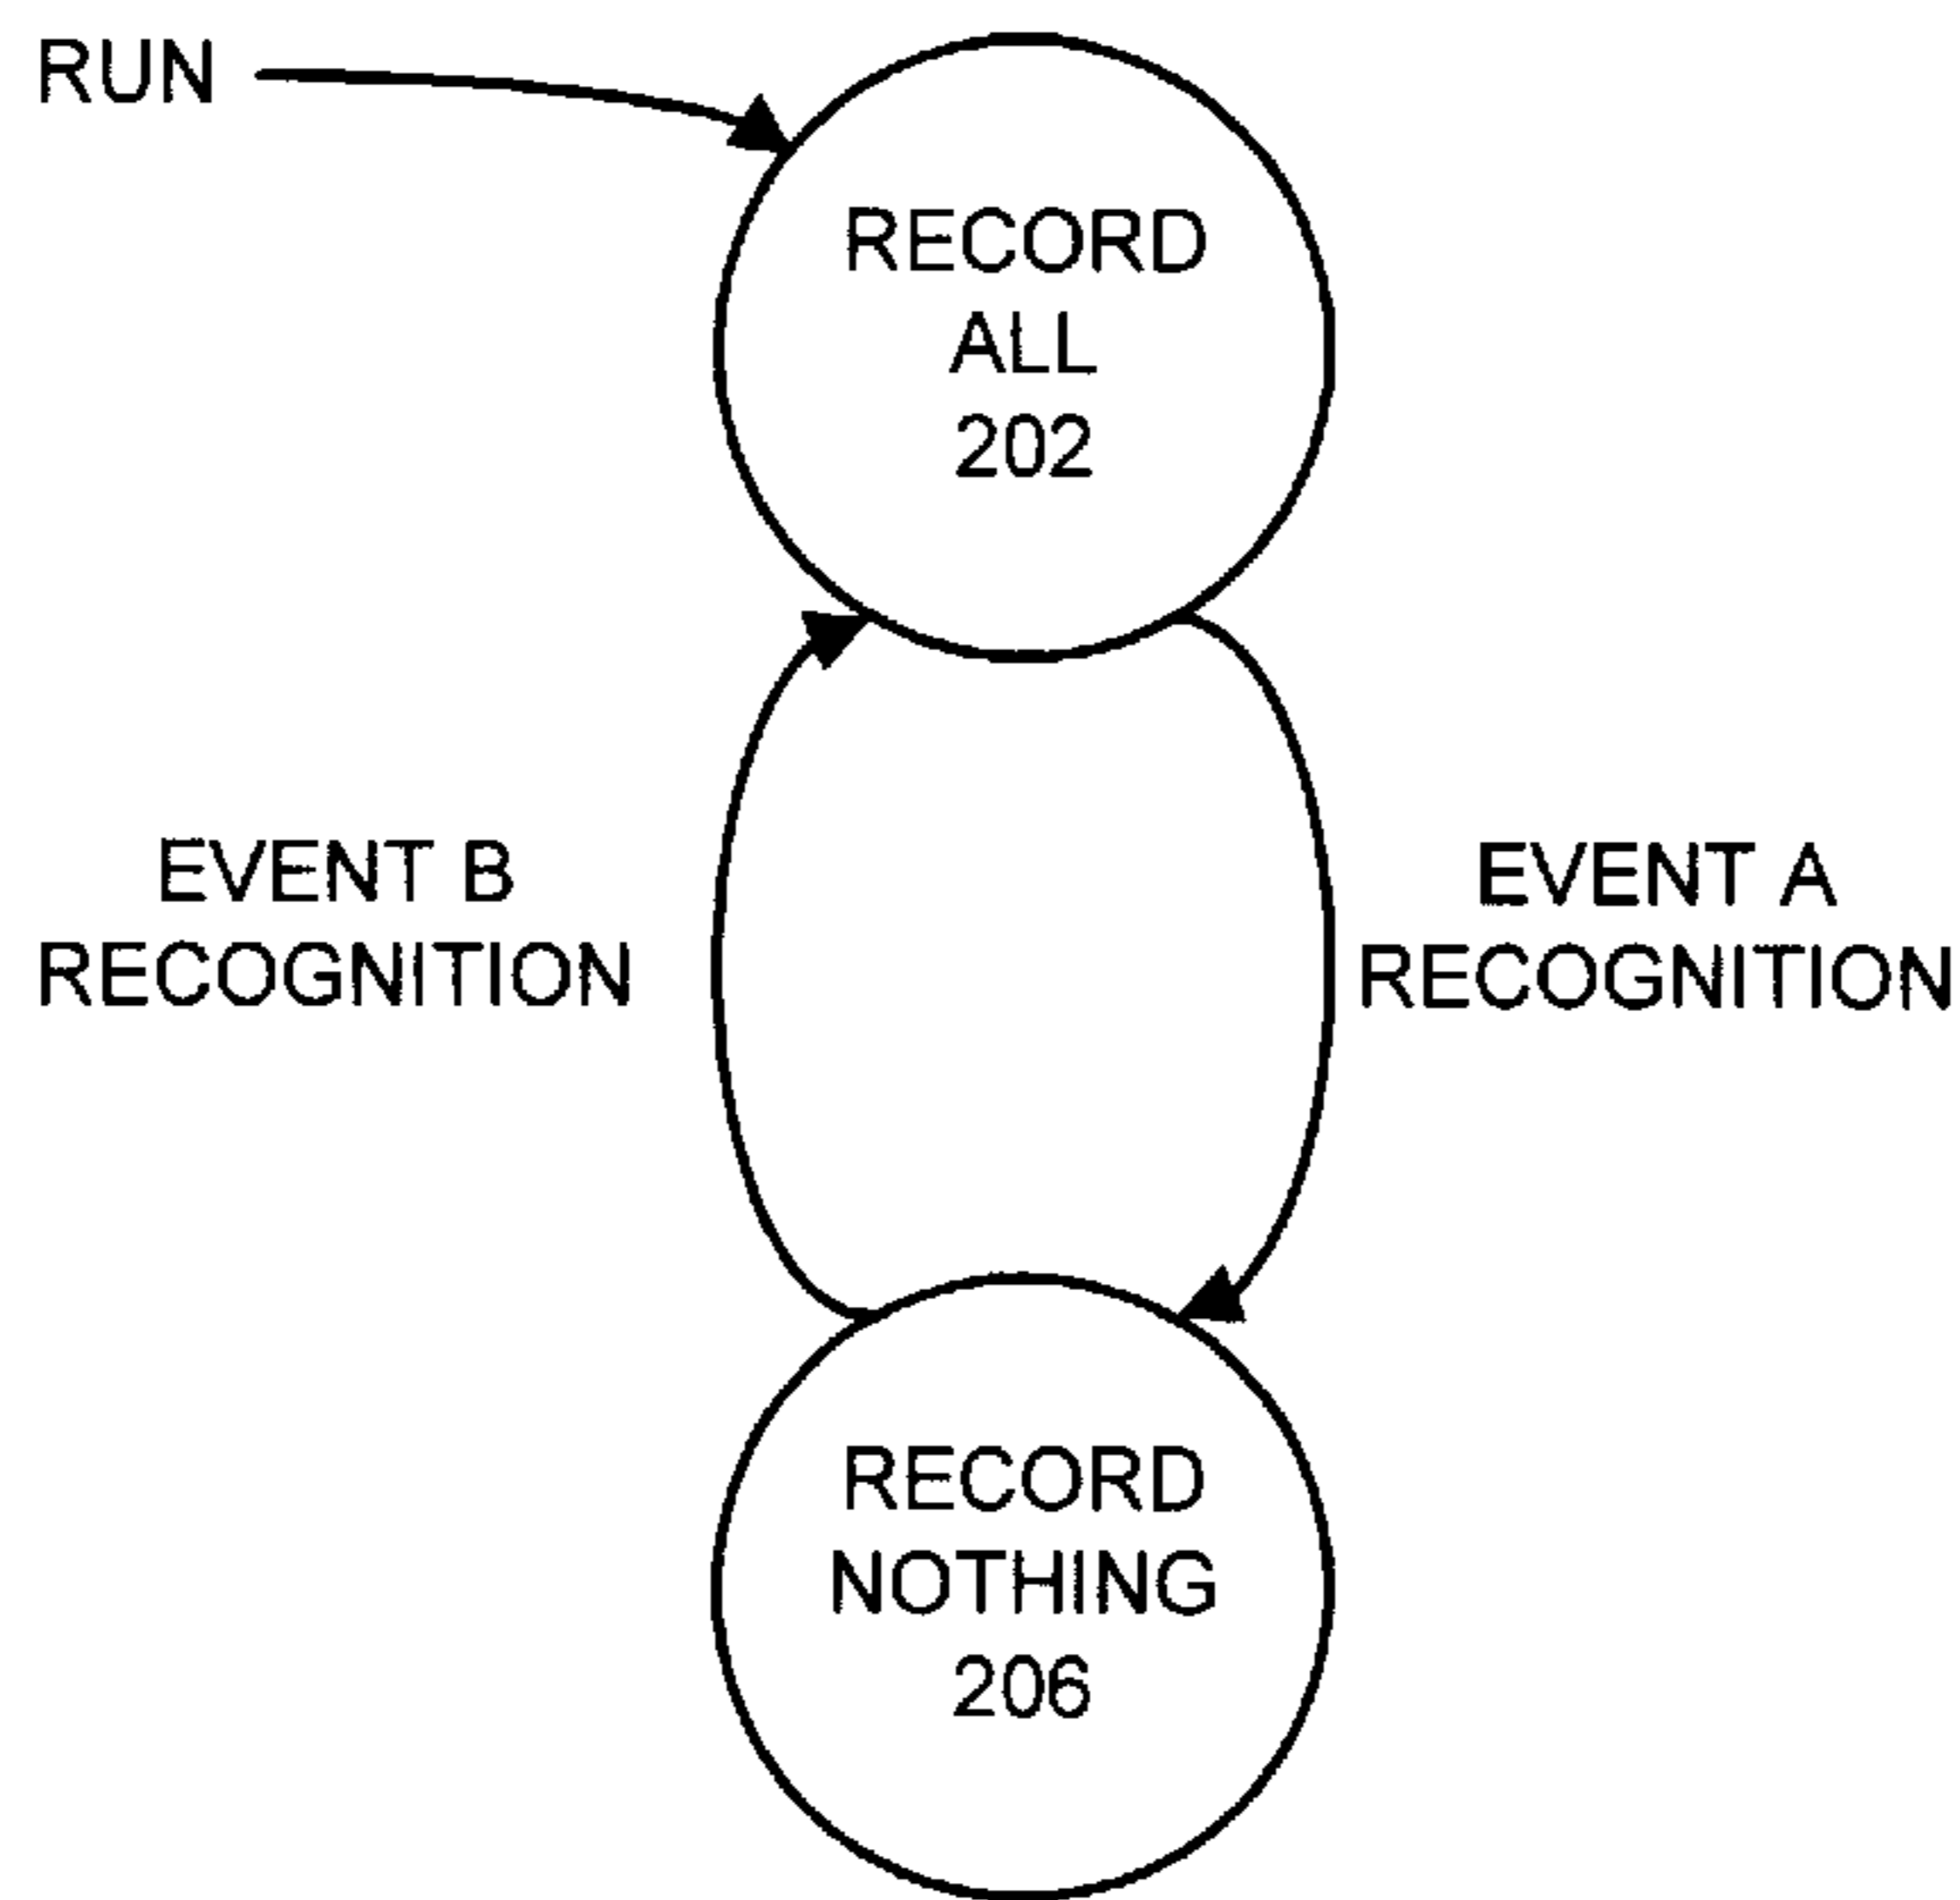 RUN
RECORD
ALL
202
EVENT B
RECOGNITION
EVENT A
RECOGNITION
RECORD
NOTHING
206